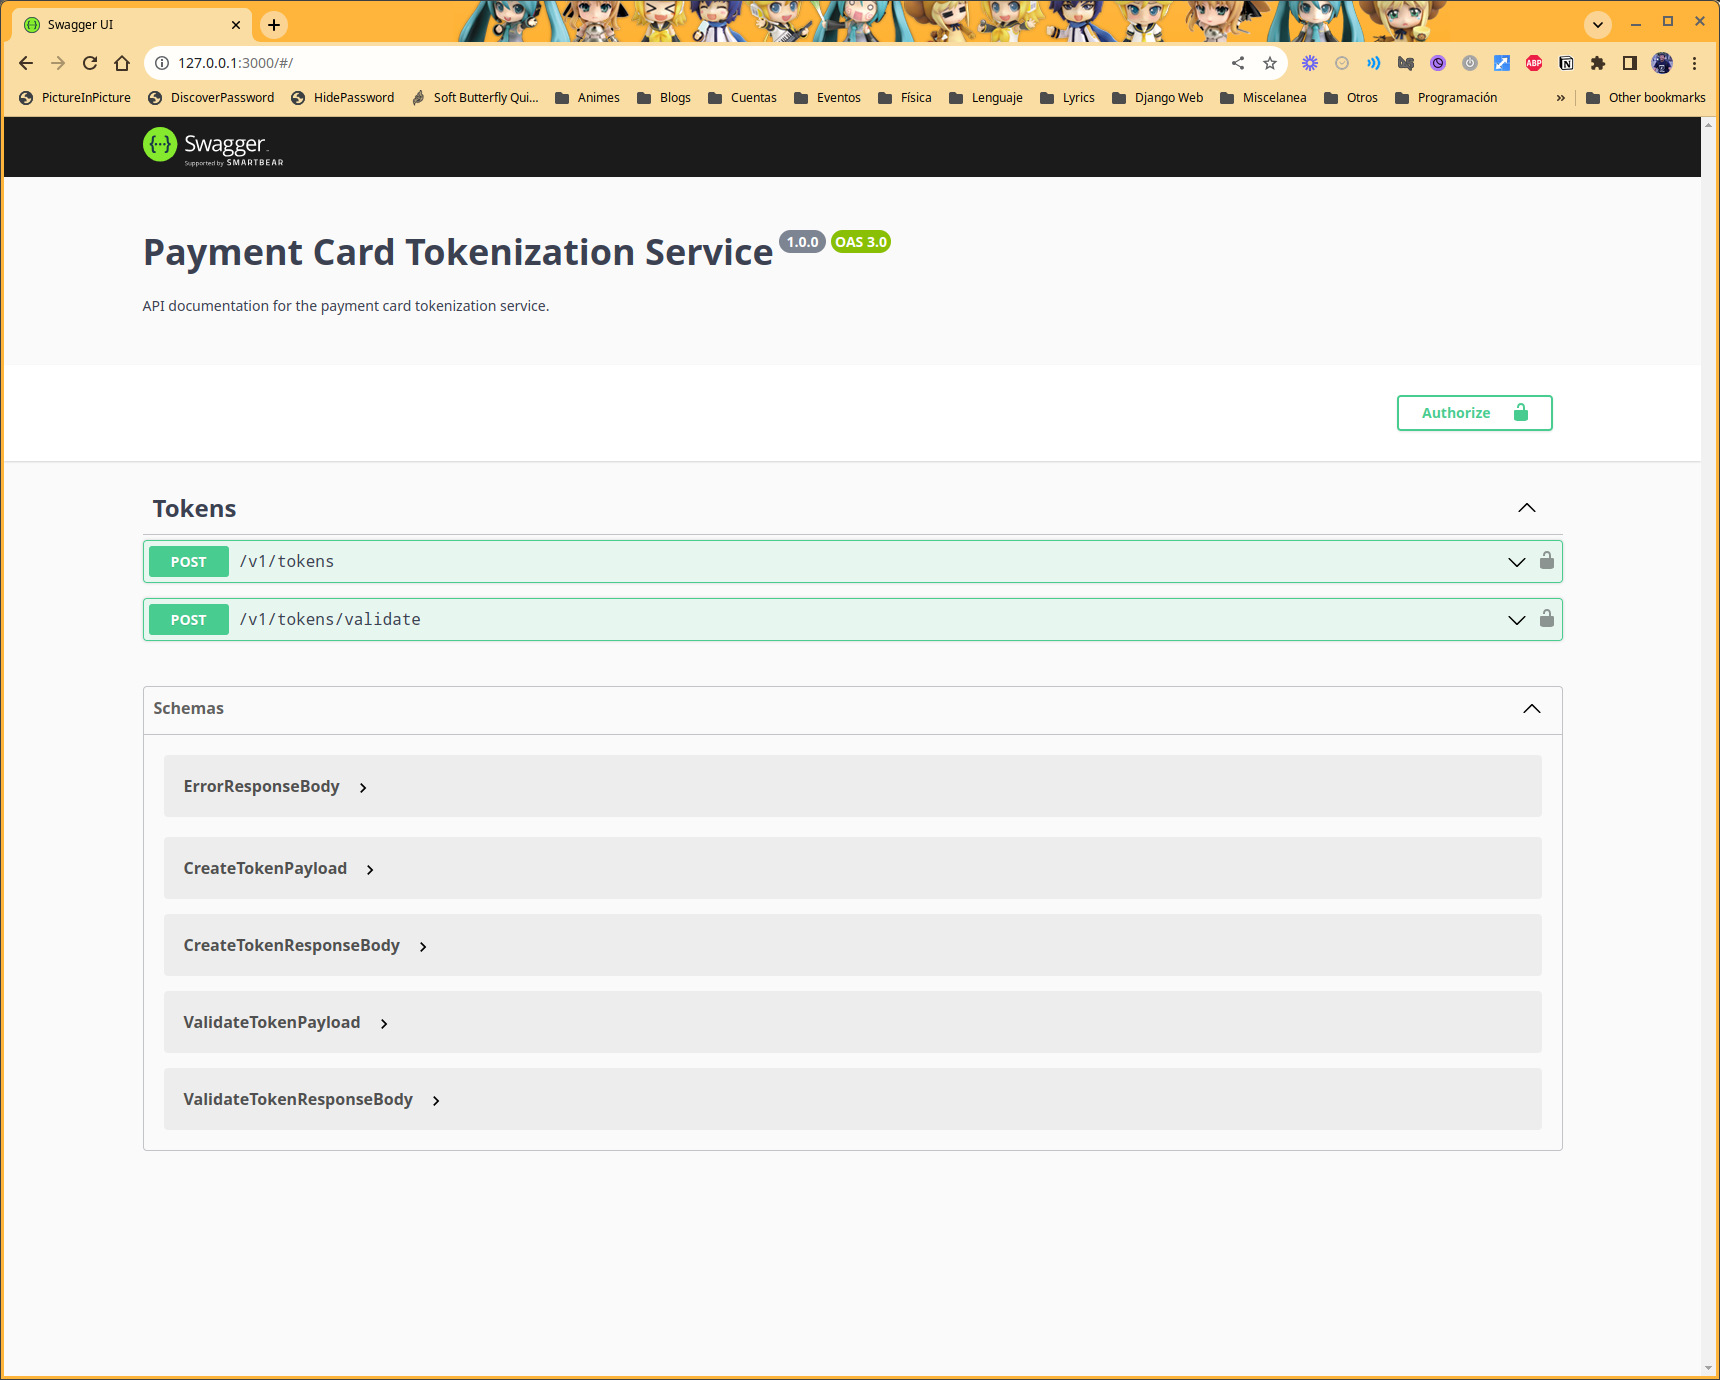 Swagger UI
127.0.0.1:3000/#/
PictureInPicture DiscoverPassword HidePassword Soft Butterfly Qui... Animes Blogs Cuentas Eventos Física Lenguaje Lyrics Django Web Miscelanea Otros Programación » Other bookmarks
Swagger
Supported by SMARTBEAR
Payment Card Tokenization Service 1.0.0 OAS 3.0
API documentation for the payment card tokenization service.
Authorize
Tokens
POST /v1/tokens
POST /v1/tokens/validate
Schemas
ErrorResponseBody
CreateTokenPayload
CreateTokenResponseBody
ValidateTokenPayload
ValidateTokenResponseBody